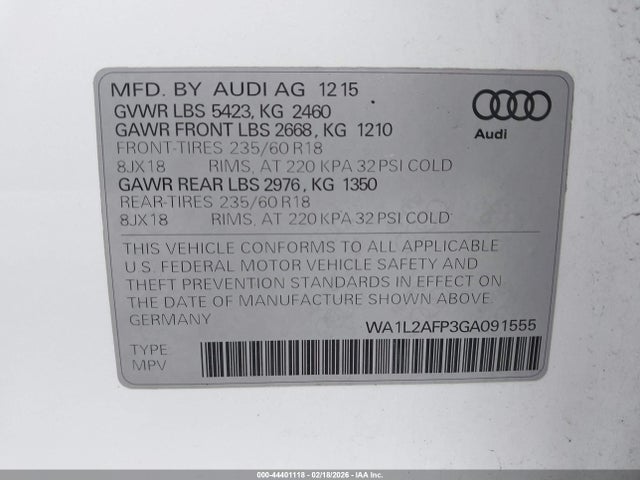 MFD. BY AUDI AG 12 15
GVWR LBS 5423, KG 2460
GAWR FRONT LBS 2668, KG 1210
FRONT-TIRES 235/60 R18
8JX18 RIMS, AT 220 KPA 32 PSI COLD
GAWR REAR LBS 2976, KG 1350
REAR-TIRES 235/60 R18
8JX18 RIMS, AT 220 KPA 32 PSI COLD
Audi
THIS VEHICLE CONFORMS TO ALL APPLICABLE
U.S. FEDERAL MOTOR VEHICLE SAFETY AND
THEFT PREVENTION STANDARDS IN EFFECT ON
THE DATE OF MANUFACTURE SHOWN ABOVE.
GERMANY
WA1L2AFP3GA091555
TYPE
MPV
000-44401118 - 02/18/2026 - IAA Inc.